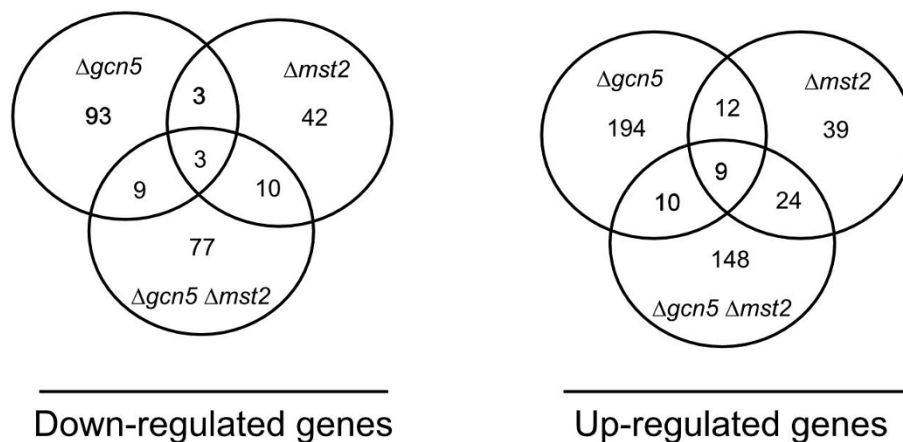 Δgcn5
Δmst2
93
3
42
3
9
10
77
Δgcn5 Δmst2
Down-regulated genes
Δgcn5
Δmst2
194
12
39
9
10
24
148
Δgcn5 Δmst2
Up-regulated genes